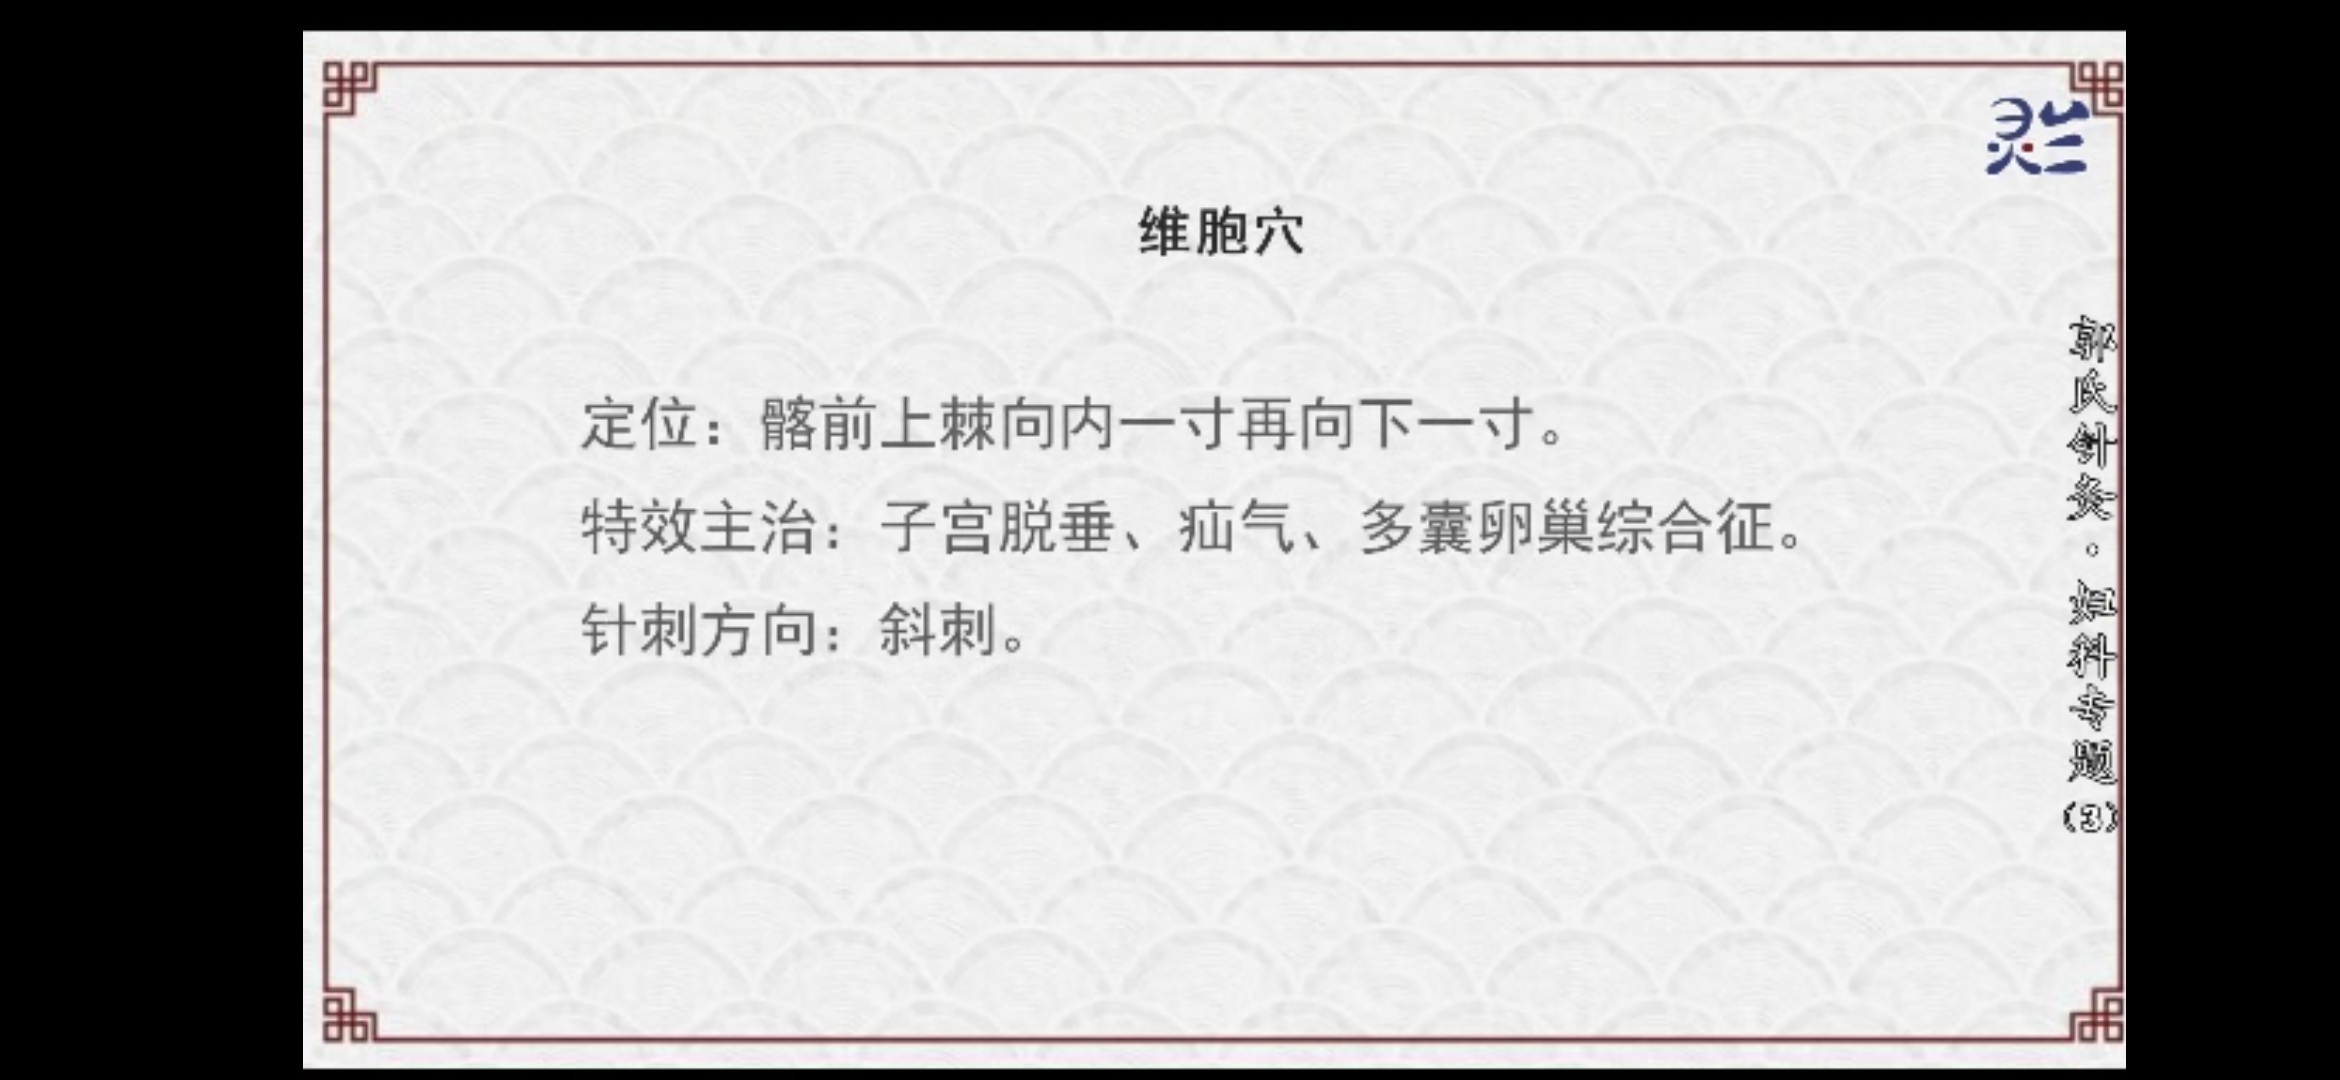 灵兰
维胞穴
定位：髂前上棘向内一寸再向下一寸。
特效主治：子宫脱垂、疝气、多囊卵巢综合征。
针刺方向：斜刺。
郭氏针灸·妇科专题(3)